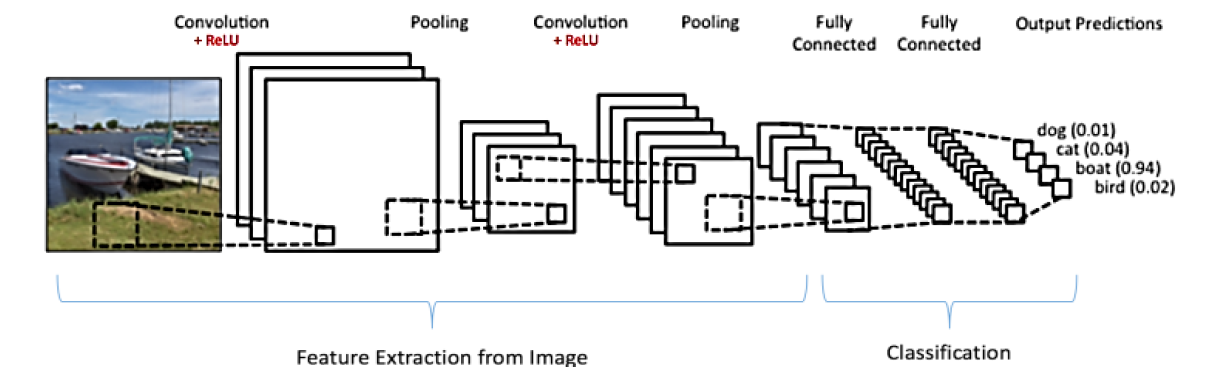 Convolution
+ ReLU
Pooling
Convolution
+ ReLU
Pooling
Fully
Connected
Fully
Connected
Output Predictions
dog (0.01)
cat (0.04)
boat (0.94)
bird (0.02)
Feature Extraction from Image
Classification